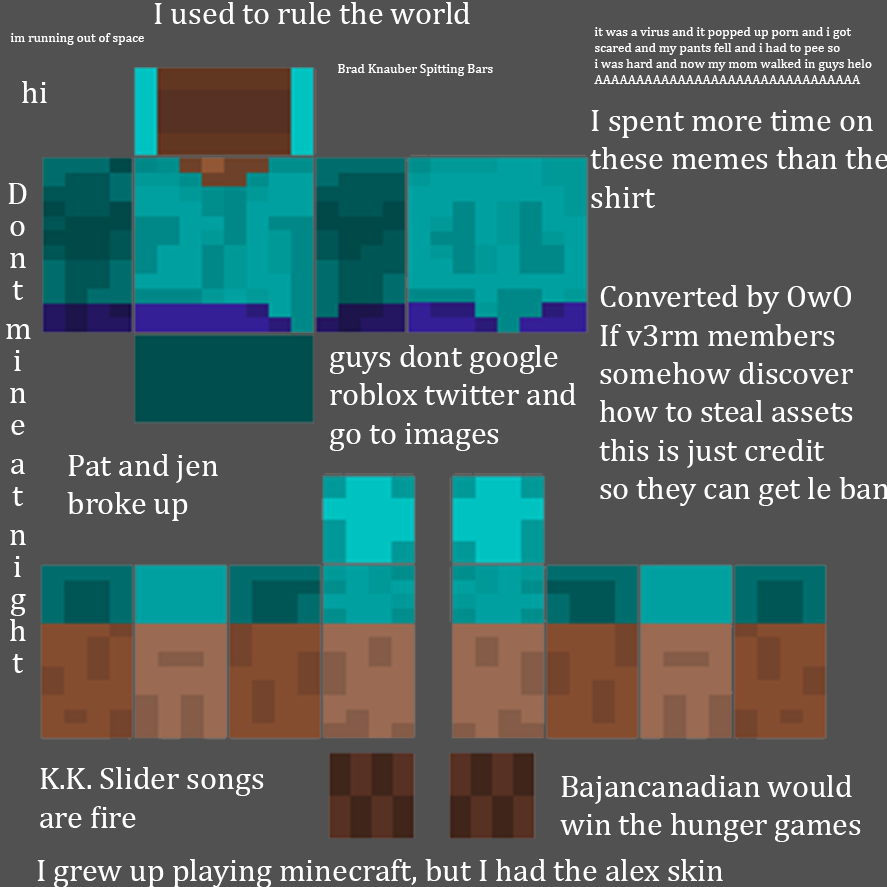 I used to rule the world
im running out of space
it was a virus and it popped up porn and i got
scared and my pants fell and i had to pee so
i was hard and now my mom walked in guys helo
AAAAAAAAAAAAAAAAAAAAAAAAAAAAAAA
Brad Knauber Spitting Bars
hi
I spent more time on
these memes than the
shirt
Dont mine at night
Converted by OwO
If v3rm members
somehow discover
how to steal assets
this is just credit
so they can get le ban
guys dont google
roblox twitter and
go to images
Pat and jen
broke up
K.K. Slider songs
are fire
Bajancanadian would
win the hunger games
I grew up playing minecraft, but I had the alex skin